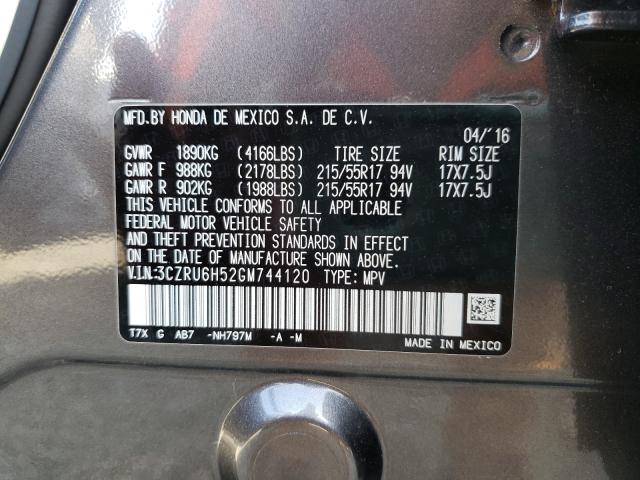 MFD.BY HONDA DE MEXICO S.A. DE C.V.
04/'16
GVWR 1890KG (4166LBS) TIRE SIZE RIM SIZE
GAWR F 988KG (2178LBS) 215/55R17 94V 17X7.5J
GAWR R 902KG (1988LBS) 215/55R17 94V 17X7.5J
THIS VEHICLE CONFORMS TO ALL APPLICABLE
FEDERAL MOTOR VEHICLE SAFETY
AND THEFT PREVENTION STANDARDS IN EFFECT
ON THE DATE OF MANUFACTURE SHOWN ABOVE.
V.I.N.:3CZRU6H52GM744120 TYPE: MPV
T7X G AB7 -NH797M -A -M
MADE IN MEXICO